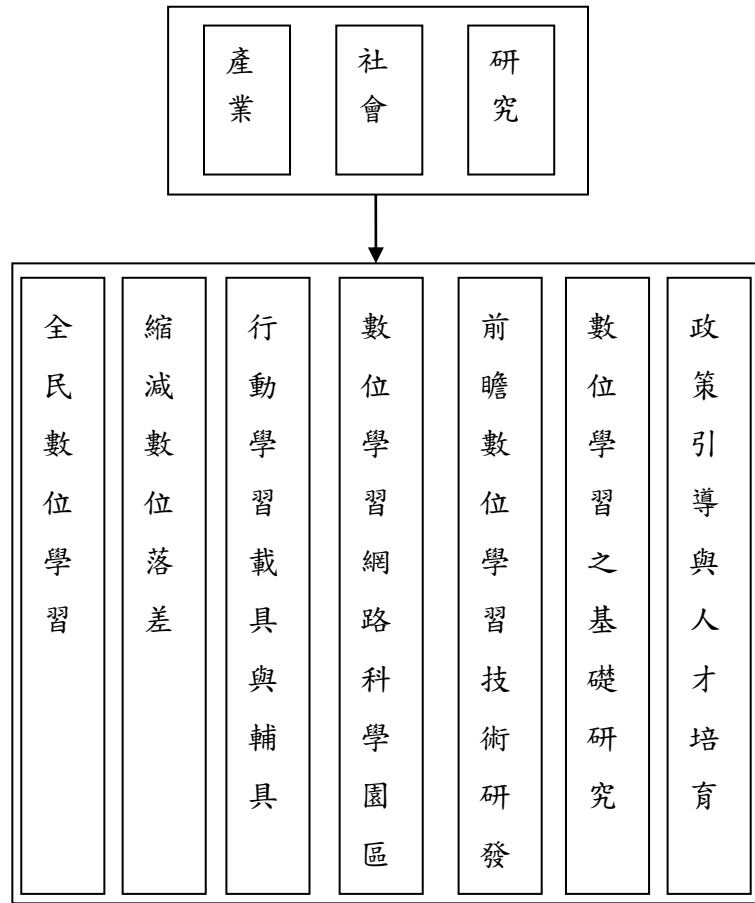 產業
社會
研究
全民數位學習
縮減數位落差
行動學習載具與輔具
數位學習網路科學園區
前瞻數位學習技術研發
數位學習之基礎研究
政策引導與人才培育